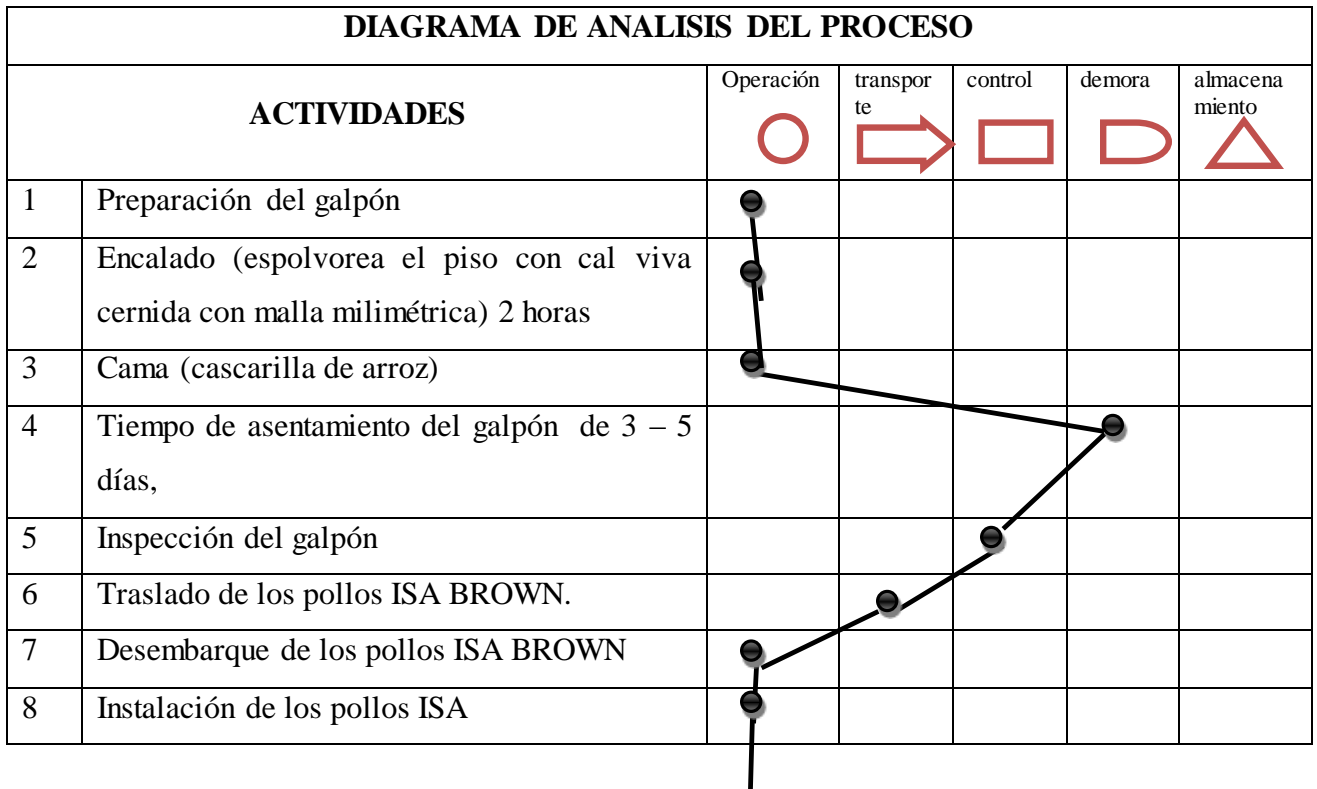 DIAGRAMA DE ANALISIS DEL PROCESO
ACTIVIDADES
Operación
transpor
te
control
demora
almacena
miento
1 Preparación del galpón
2 Encalado (espolvorea el piso con cal viva
cernida con malla milimétrica) 2 horas
3 Cama (cascarilla de arroz)
4 Tiempo de asentamiento del galpón de 3 – 5
días,
5 Inspección del galpón
6 Traslado de los pollos ISA BROWN.
7 Desembarque de los pollos ISA BROWN
8 Instalación de los pollos ISA